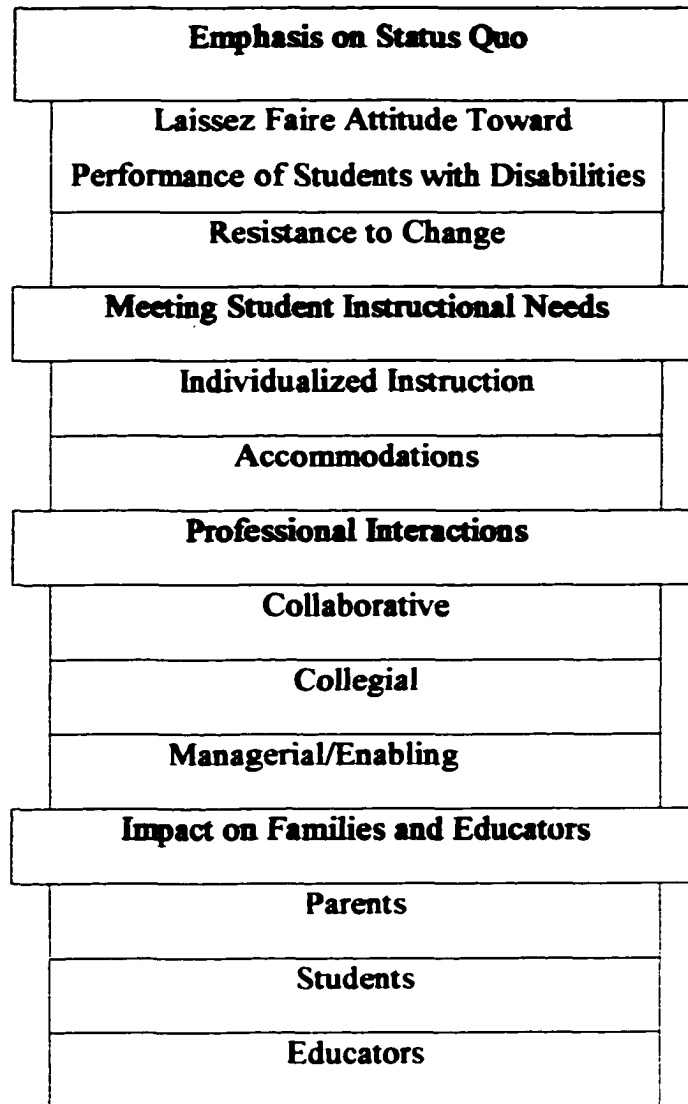 Emphasis on Status Quo
Laissez Faire Attitude Toward
Performance of Students with Disabilities
Resistance to Change
Meeting Student Instructional Needs
Individualized Instruction
Accommodations
Professional Interactions
Collaborative
Collegial
Managerial/Enabling
Impact on Families and Educators
Parents
Students
Educators